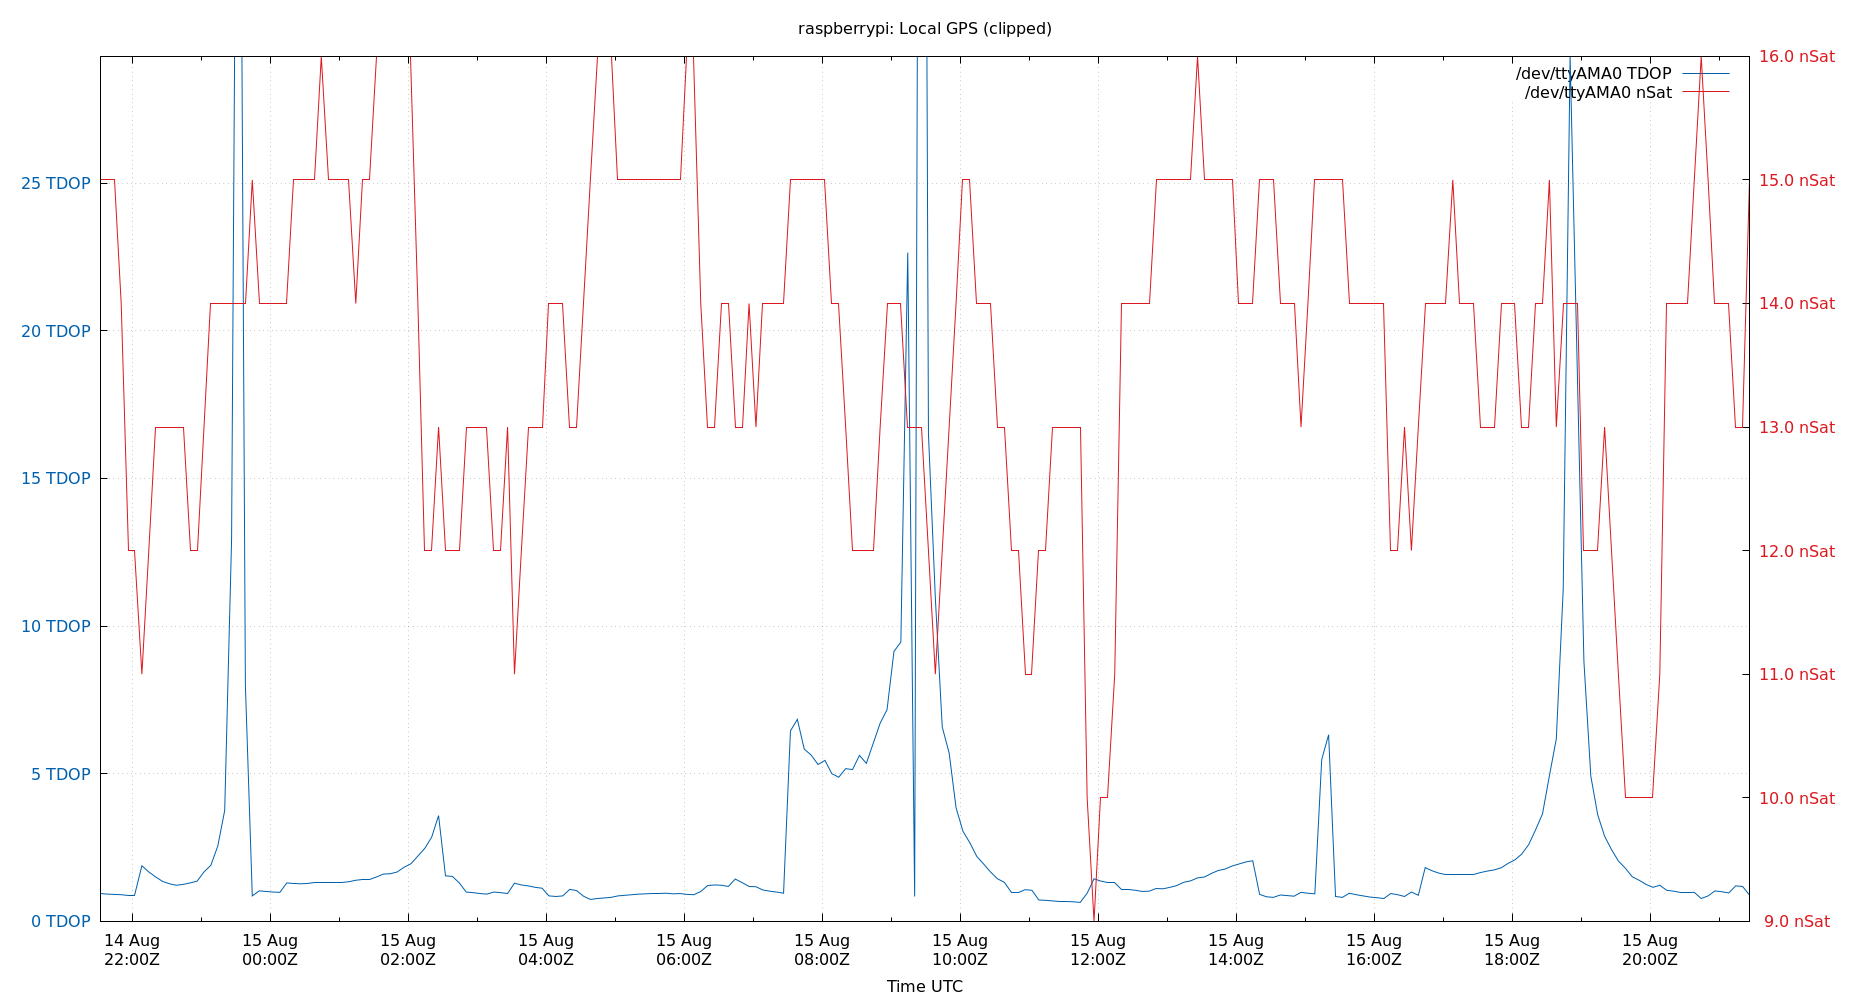 raspberrypi: Local GPS (clipped)
/dev/ttyAMA0 TDOP
/dev/ttyAMA0 nSat
25 TDOP
20 TDOP
15 TDOP
10 TDOP
5 TDOP
0 TDOP
16.0 nSat
15.0 nSat
14.0 nSat
13.0 nSat
12.0 nSat
11.0 nSat
10.0 nSat
9.0 nSat
14 Aug 15 Aug 15 Aug 15 Aug 15 Aug 15 Aug 15 Aug 15 Aug 15 Aug 15 Aug 15 Aug 15 Aug
22:00Z 00:00Z 02:00Z 04:00Z 06:00Z 08:00Z 10:00Z 12:00Z 14:00Z 16:00Z 18:00Z 20:00Z
Time UTC